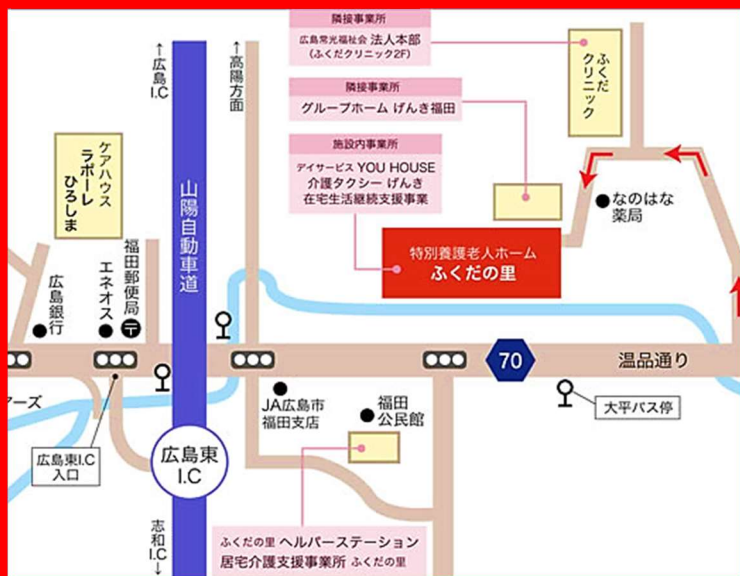 隣接事業所
広島常光福祉会 法人本部
（ふくだクリニック2F）
隣接事業所
グループホーム げんき福田
施設内事業所
デイサービス YOU HOUSE
介護タクシー げんき
在宅生活継続支援事業
ふくだ
クリニック
←広島I.C
←高陽方面
ケアハウス
ラポーレ
ひろしま
山陽自動車道
なのはな
薬局
特別養護老人ホーム
ふくだの里
広島銀行
エネオス
福田郵便局
〒
70
温品通り
アーズ
JA広島市
福田支店
福田
公民館
大平バス停
広島東I.C
入口
広島東
I.C
志和I.C→
ふくだの里 ヘルパーステーション
居宅介護支援事業所 ふくだの里